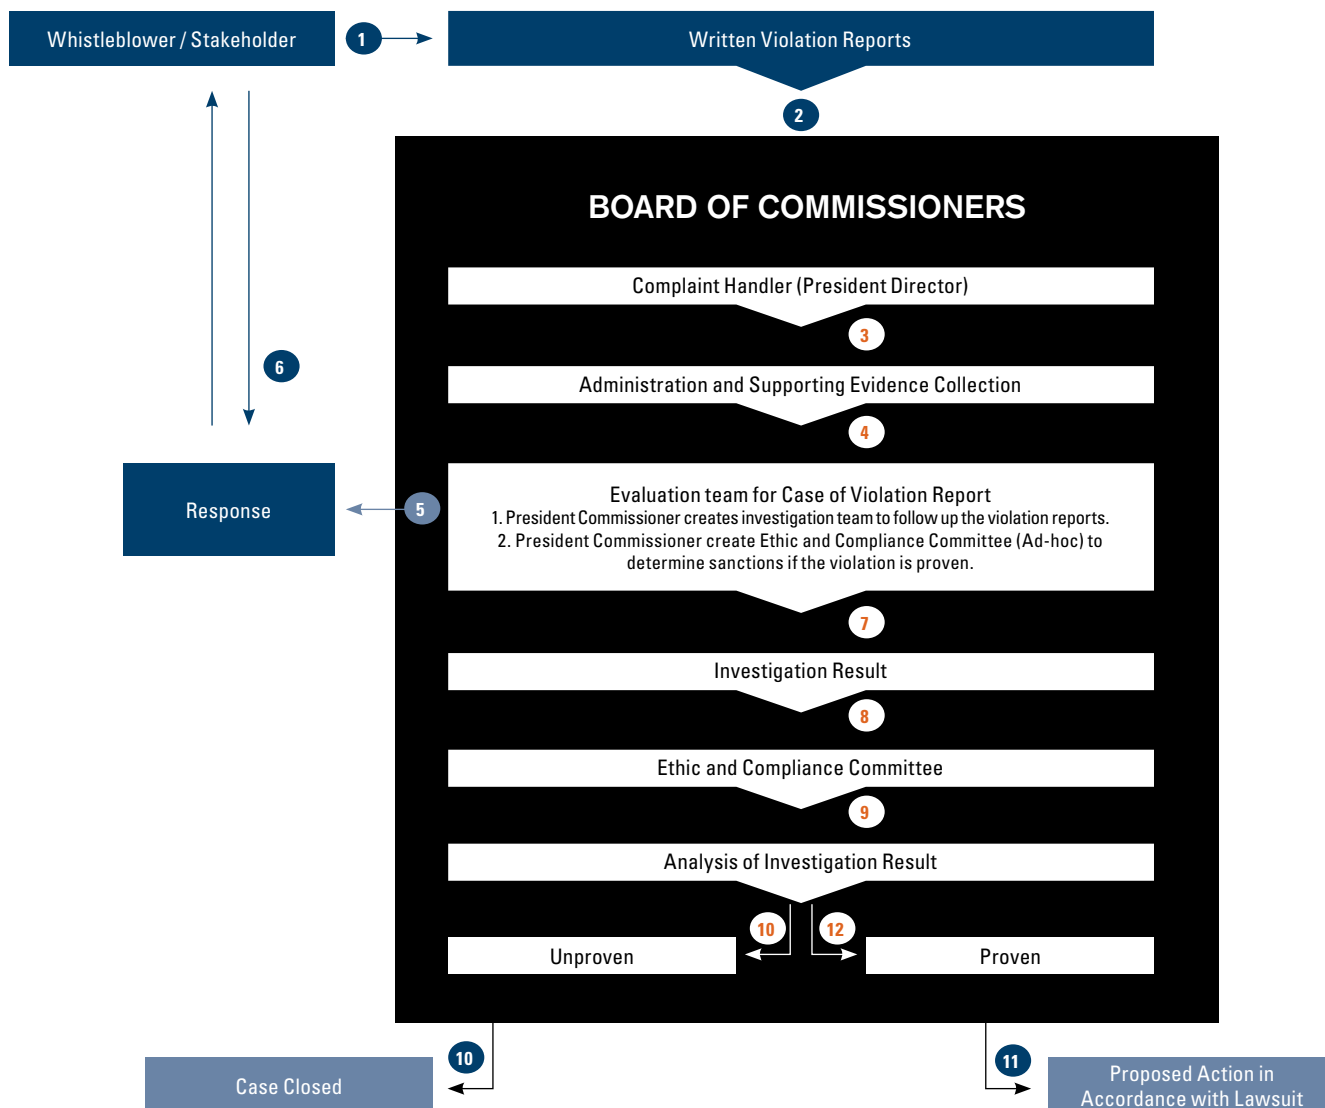 Whistleblower / Stakeholder
1
Written Violation Reports
2
BOARD OF COMMISSIONERS
Complaint Handler (President Director)
3
6
Administration and Supporting Evidence Collection
4
Response
5
Evaluation team for Case of Violation Report
1. President Commissioner creates investigation team to follow up the violation reports.
2. President Commissioner create Ethic and Compliance Committee (Ad-hoc) to
determine sanctions if the violation is proven.
7
Investigation Result
8
Ethic and Compliance Committee
9
Analysis of Investigation Result
10
12
Unproven
Proven
10
11
Case Closed
Proposed Action in
Accordance with Lawsuit